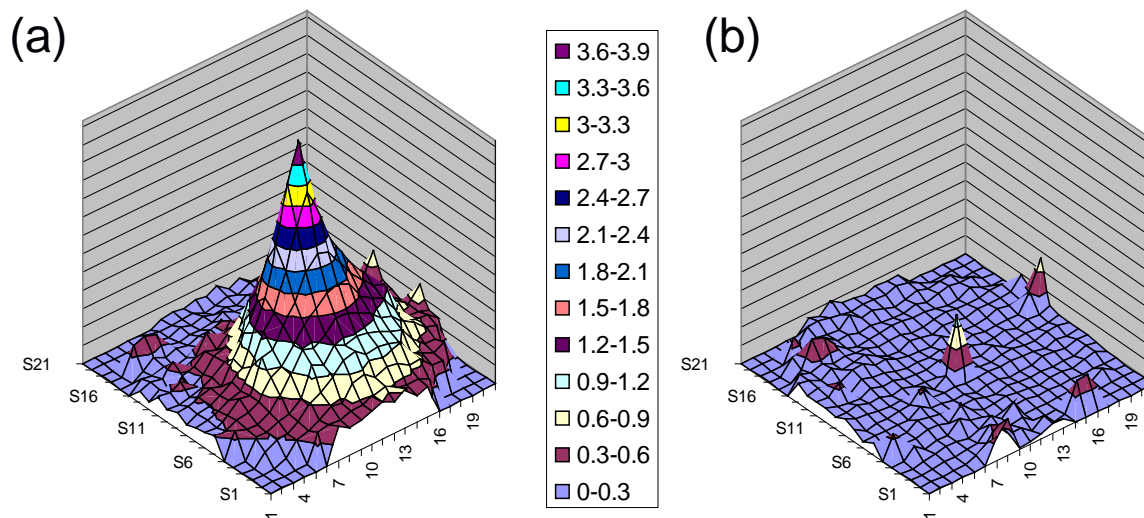 (a)
S21
S16
S11
S6
S1
1
4
7
10
13
16
19
3.6-3.9
3.3-3.6
3-3.3
2.7-3
2.4-2.7
2.1-2.4
1.8-2.1
1.5-1.8
1.2-1.5
0.9-1.2
0.6-0.9
0.3-0.6
0-0.3
(b)
S21
S16
S11
S6
S1
1
4
7
10
13
16
19